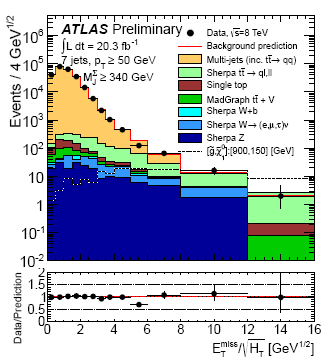 ATLAS Preliminary
∫L dt = 20.3 fb⁻¹
7 jets, p_T ≥ 50 GeV
M_J^Σ ≥ 340 GeV
Data, √s=8 TeV
Background prediction
Multi-jets (inc. tt̄→ qq)
Sherpa tt̄ → ql,ll
Single top
MadGraph tt̄ + V
Sherpa W+b
Sherpa W→(e,μ,τ)ν
Sherpa Z
:[900,150] [GeV]
Events / 4 GeV^1/2
10⁶
10⁵
10⁴
10³
10²
10
1
10⁻¹
10⁻²
Data/Prediction
2
1.5
1
0.5
0
0 2 4 6 8 10 12 14 16
E_T^miss/√H_T [GeV^1/2]